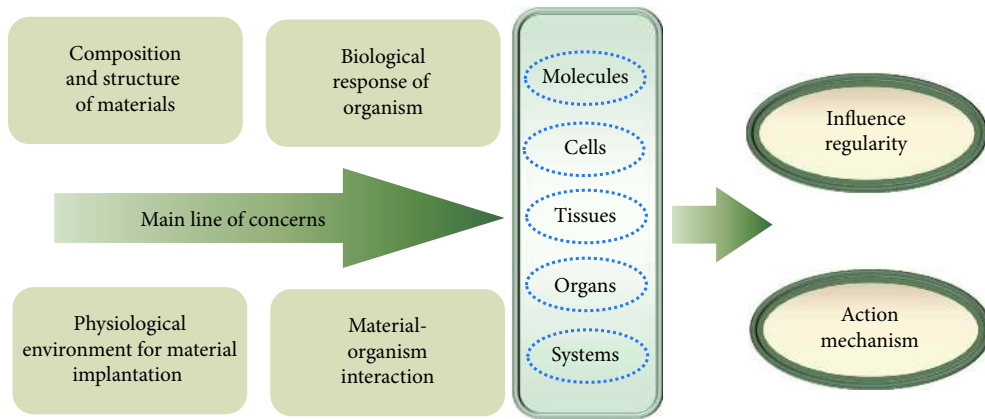 Composition
and structure
of materials
Biological
response of
organism
Main line of concerns
Physiological
environment for material
implantation
Material-
organism
interaction
Molecules
Cells
Tissues
Organs
Systems
Influence
regularity
Action
mechanism